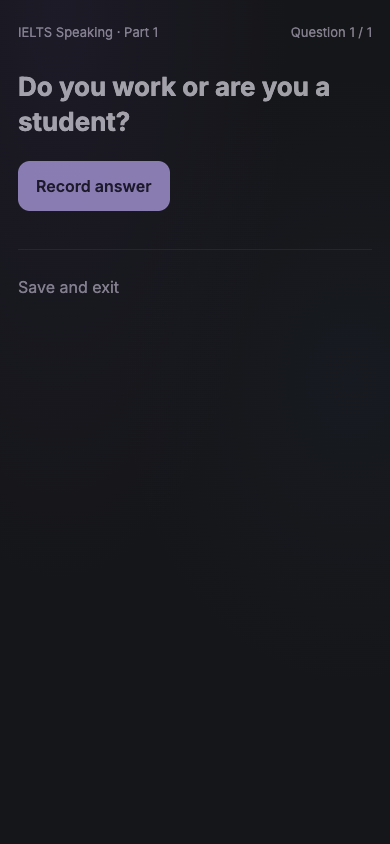 IELTS Speaking · Part 1
Question 1 / 1
Do you work or are you a
student?
Record answer
Save and exit